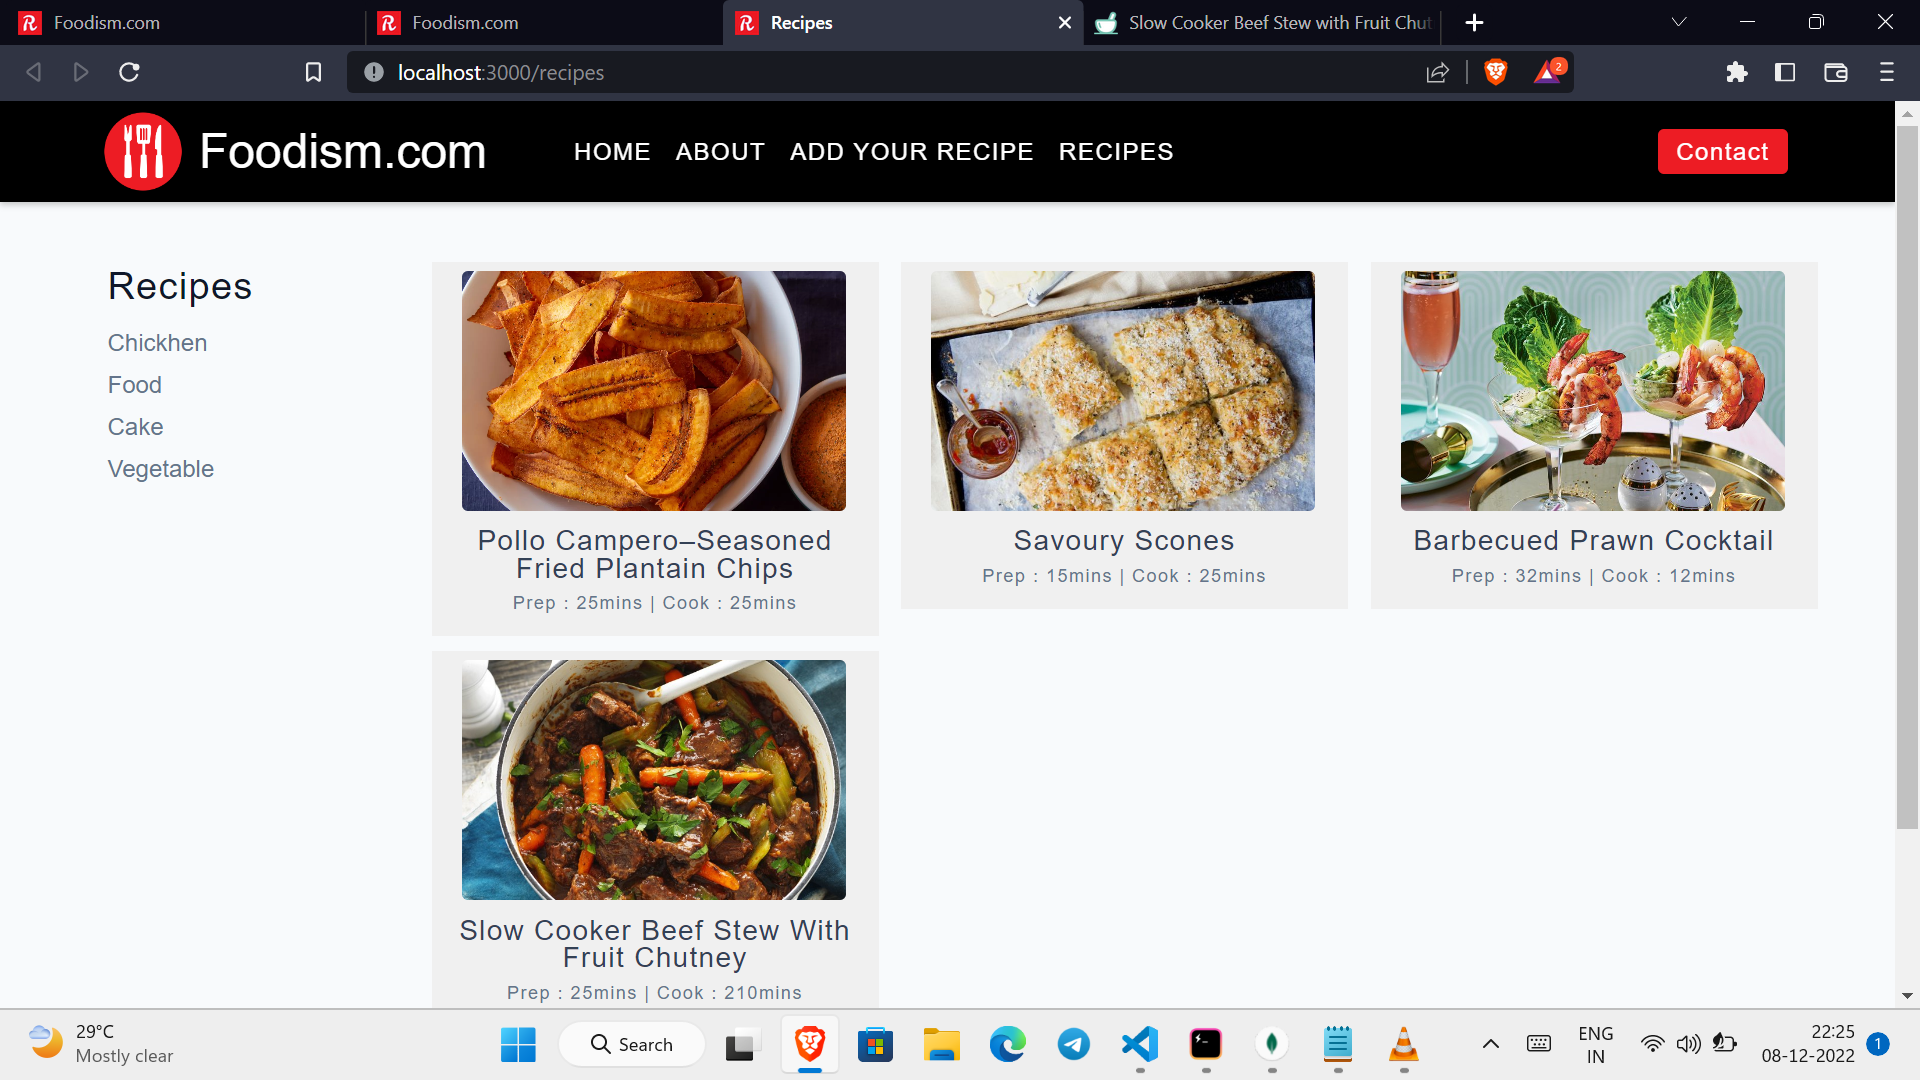 Foodism.com
Foodism.com
Recipes
Slow Cooker Beef Stew with Fruit Chut
localhost:3000/recipes
2
Foodism.com
HOME
ABOUT
ADD YOUR RECIPE
RECIPES
Contact
Recipes
Chickhen
Food
Cake
Vegetable
Pollo Campero–Seasoned
Fried Plantain Chips
Prep : 25mins | Cook : 25mins
Savoury Scones
Prep : 15mins | Cook : 25mins
Barbecued Prawn Cocktail
Prep : 32mins | Cook : 12mins
Slow Cooker Beef Stew With
Fruit Chutney
Prep : 25mins | Cook : 210mins
29°C
Mostly clear
Search
ENG
IN
22:25
08-12-2022
1